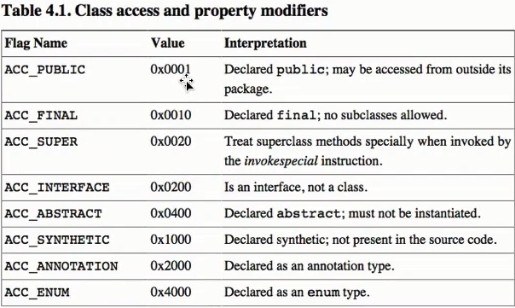 Table 4.1. Class access and property modifiers
Flag Name Value Interpretation
ACC_PUBLIC 0x0001 Declared public; may be accessed from outside its
package.
ACC_FINAL 0x0010 Declared final; no subclasses allowed.
ACC_SUPER 0x0020 Treat superclass methods specially when invoked by
the invokespecial instruction.
ACC_INTERFACE 0x0200 Is an interface, not a class.
ACC_ABSTRACT 0x0400 Declared abstract; must not be instantiated.
ACC_SYNTHETIC 0x1000 Declared synthetic; not present in the source code.
ACC_ANNOTATION 0x2000 Declared as an annotation type.
ACC_ENUM 0x4000 Declared as an enum type.